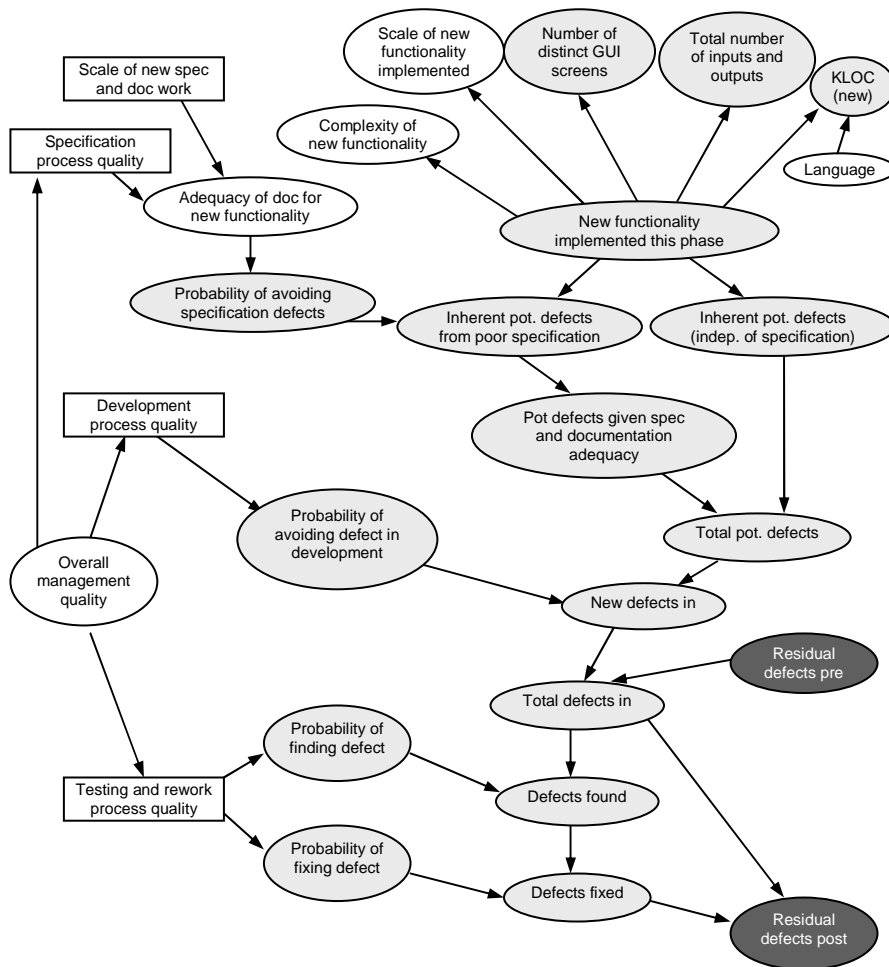 Scale of new spec
and doc work
Specification
process quality
Adequacy of doc for
new functionality
Probability of avoiding
specification defects
Scale of new
functionality
implemented
Number of
distinct GUI
screens
Total number
of inputs and
outputs
KLOC
(new)
Complexity of
new functionality
Language
New functionality
implemented this phase
Inherent pot. defects
from poor specification
Inherent pot. defects
(indep. of specification)
Development
process quality
Pot defects given spec
and documentation
adequacy
Probability of
avoiding defect in
development
Total pot. defects
Overall
management
quality
New defects in
Residual
defects pre
Total defects in
Probability of
finding defect
Testing and rework
process quality
Defects found
Probability of
fixing defect
Defects fixed
Residual
defects post